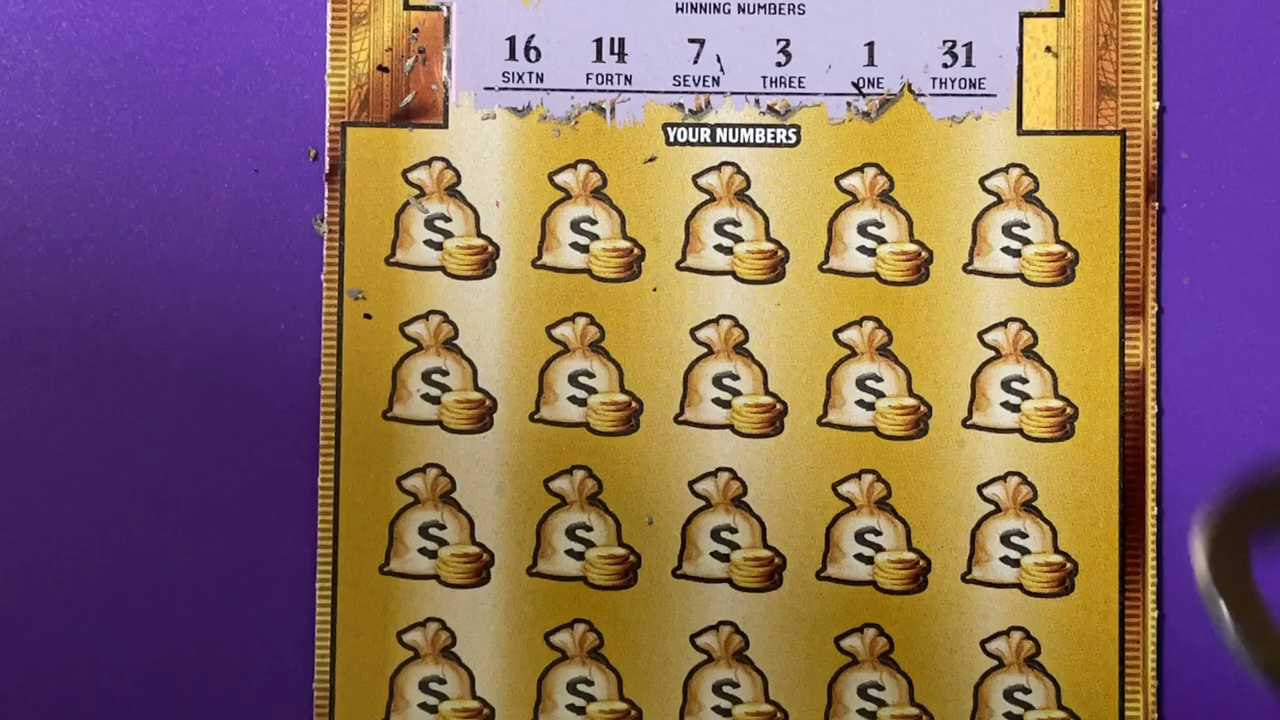 WINNING NUMBERS
16 14 7 3 1 31
SIXTN FORTN SEVEN THREE ONE THYONE
YOUR NUMBERS
$ $ $ $ $
$ $ $ $ $
$ $ $ $ $
$ $ $ $ $